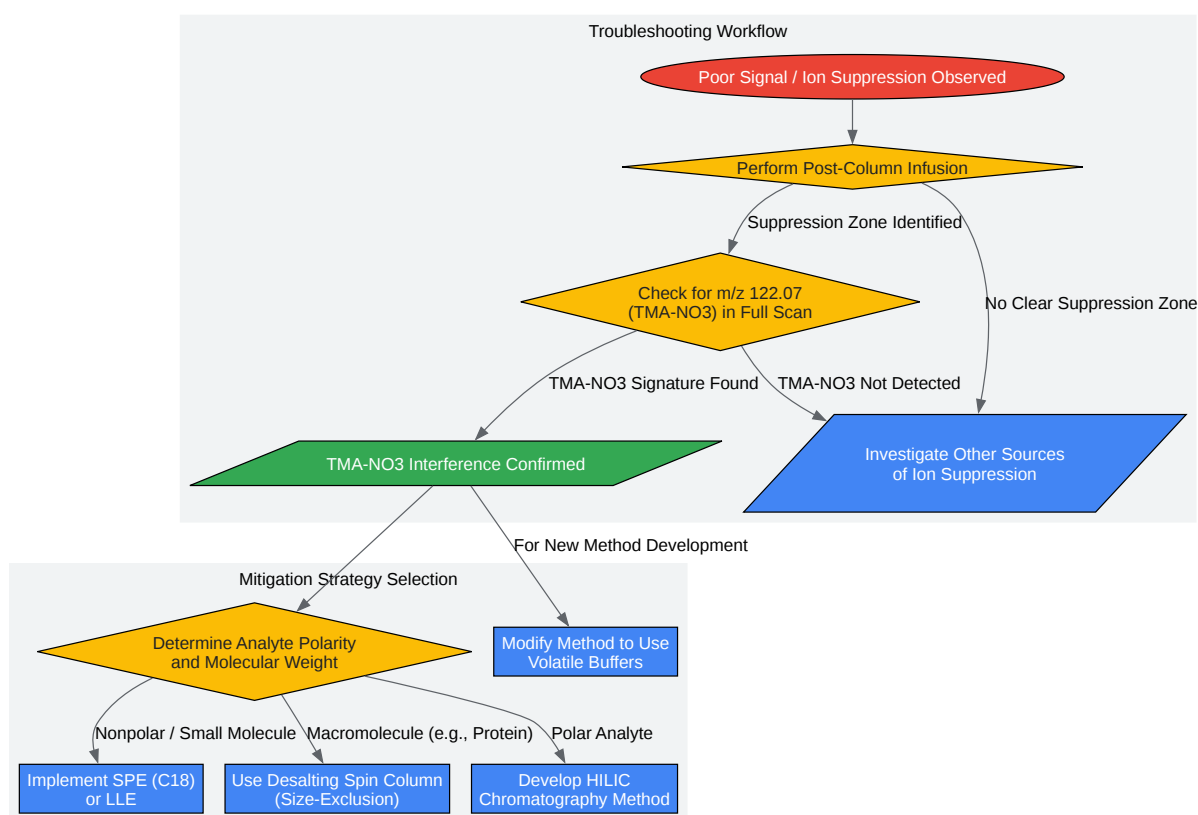 Troubleshooting Workflow
Poor Signal / Ion Suppression Observed
Perform Post-Column Infusion
Suppression Zone Identified
Check for m/z 122.07
(TMA-NO3) in Full Scan
No Clear Suppression Zone
TMA-NO3 Signature Found
TMA-NO3 Not Detected
TMA-NO3 Interference Confirmed
Investigate Other Sources
of Ion Suppression
For New Method Development
Mitigation Strategy Selection
Determine Analyte Polarity
and Molecular Weight
Modify Method to Use
Volatile Buffers
Nonpolar / Small Molecule
Macromolecule (e.g., Protein)
Polar Analyte
Implement SPE (C18)
or LLE
Use Desalting Spin Column
(Size-Exclusion)
Develop HILIC
Chromatography Method